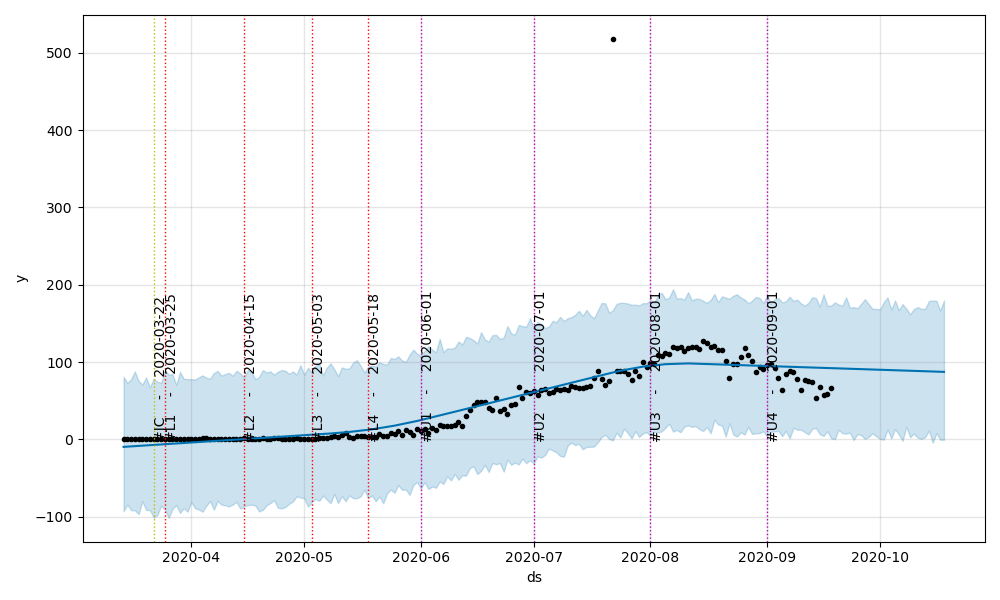 500
400
300
200
100
0
−100
y
#JC - 2020-03-22
#L1 - 2020-03-25
#L2 - 2020-04-15
#L3 - 2020-05-03
#L4 - 2020-05-18
#U1 - 2020-06-01
#U2 - 2020-07-01
#U3 - 2020-08-01
#U4 - 2020-09-01
2020-04 2020-05 2020-06 2020-07 2020-08 2020-09 2020-10
ds